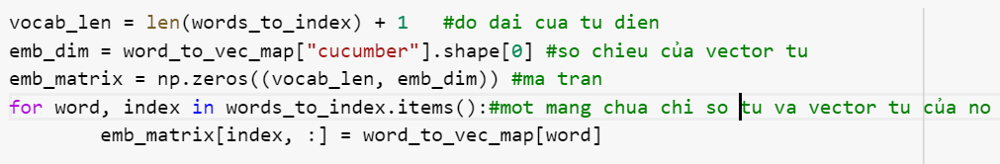 vocab_len = len(words_to_index) + 1   #do dai cua tu dien
emb_dim = word_to_vec_map["cucumber"].shape[0] #so chieu của vector tu
emb_matrix = np.zeros((vocab_len, emb_dim)) #ma tran
for word, index in words_to_index.items():#mot mang chua chi so tu va vector tu của no
        emb_matrix[index, :] = word_to_vec_map[word]